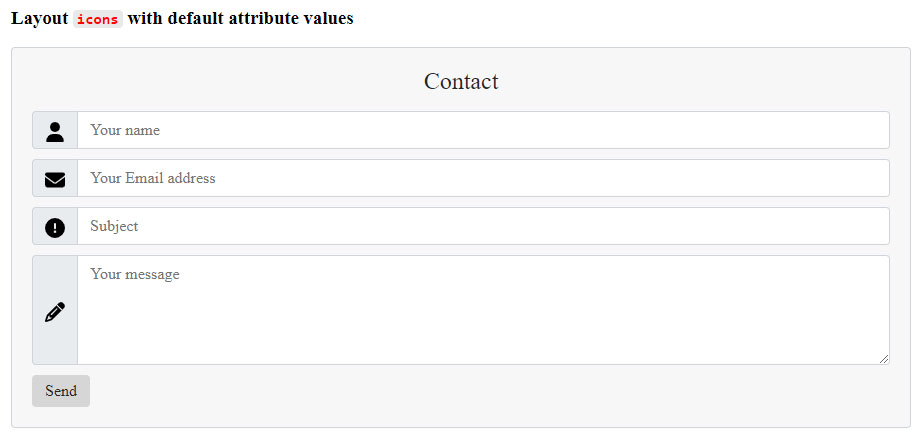 Layout icons with default attribute values
Contact
Your name
Your Email address
Subject
Your message
Send